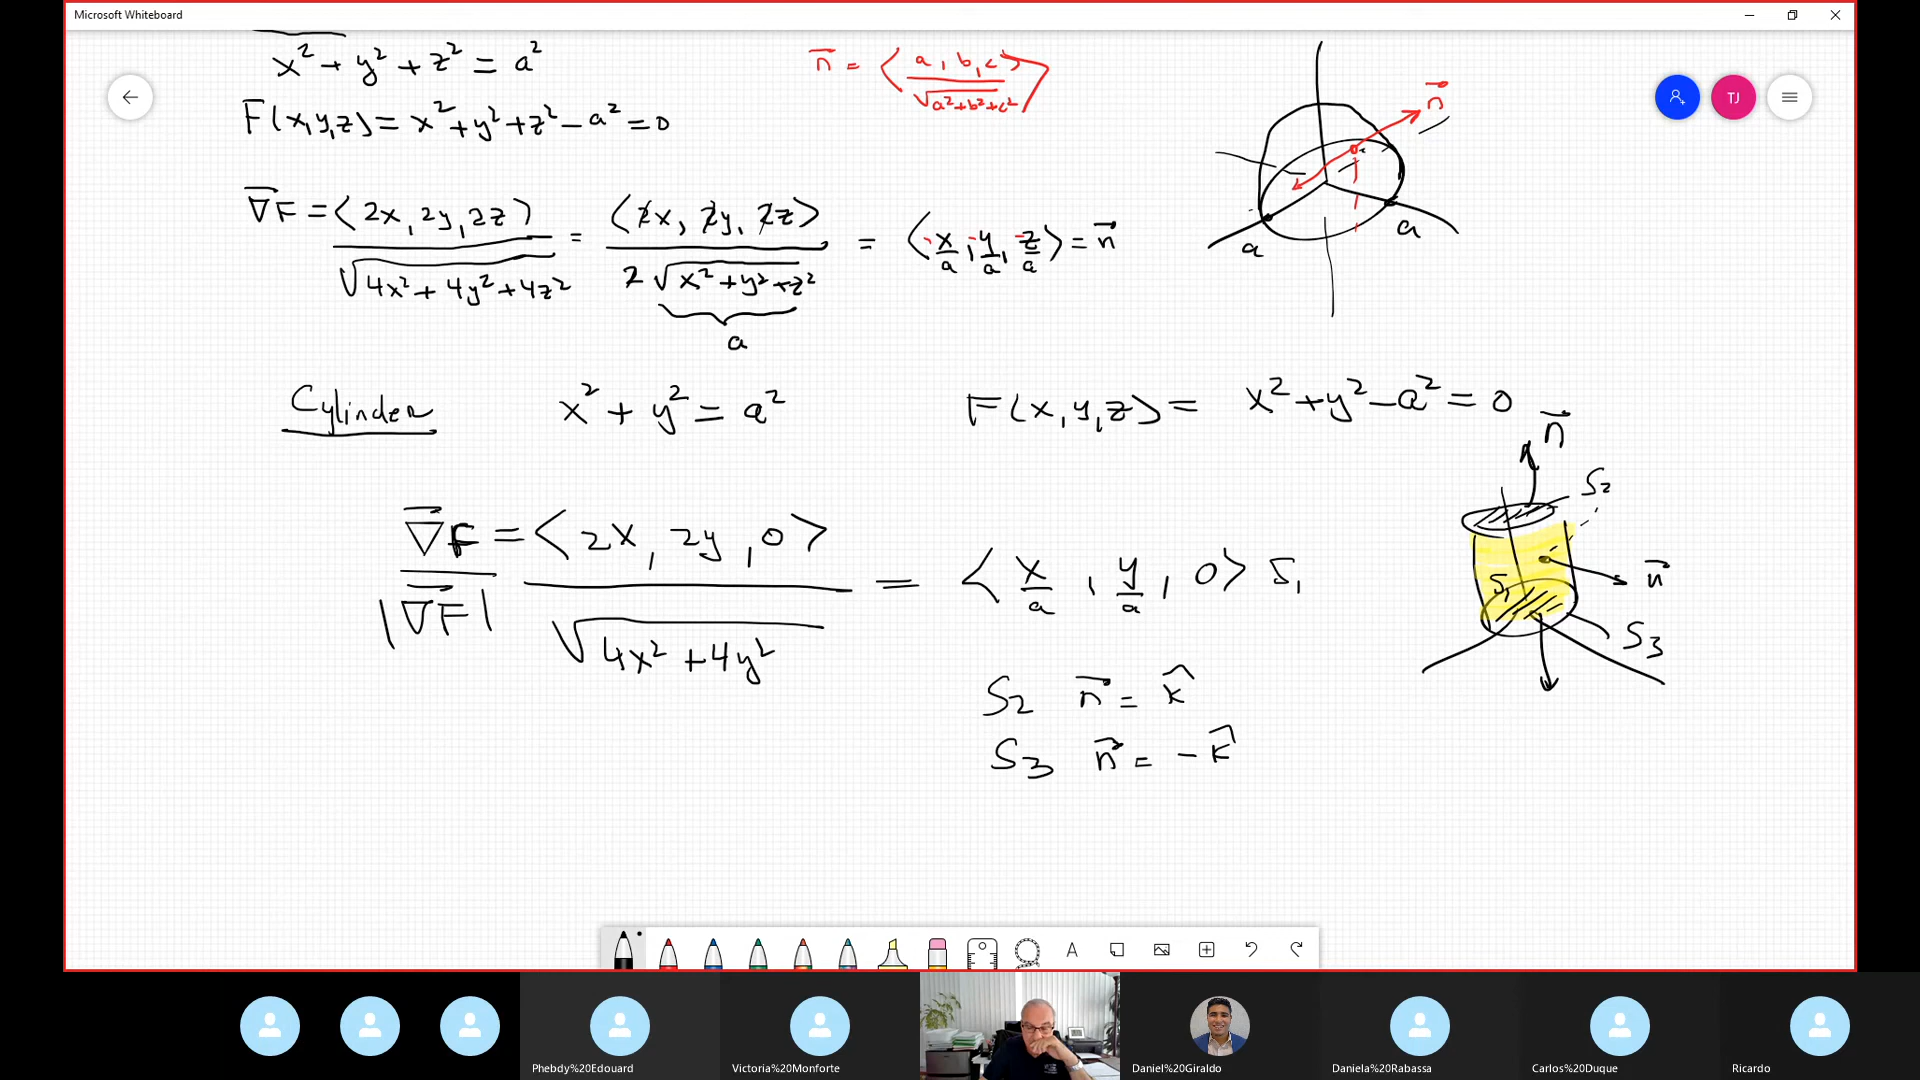 Microsoft Whiteboard
x² + y² + z² = a²
n⃗ = ⟨ a, b, c / √(a²+b²+c²) ⟩
F(x,y,z) = x²+y²+z²−a² = 0
n⃗
a
a
∇⃗F = ⟨2x, 2y, 2z⟩ / √(4x²+4y²+4z²) = ⟨2x, 2y, 2z⟩ / 2√(x²+y²+z²) = ⟨-x/a, -y/a, -z/a⟩ = n⃗
a
Cylinder x² + y² = a² F(x,y,z) = x²+y²−a² = 0
n⃗
S2
∇⃗F / |∇⃗F| = ⟨2x, 2y, 0⟩ / √(4x²+4y²) = ⟨x/a, y/a, 0⟩ S1
S1
n⃗
S3
S2 n⃗ = k̂
S3 n⃗ = −k̂
TJ
A
Phebdy%20Edouard
Victoria%20Monforte
Daniel%20Giraldo
Daniela%20Rabassa
Carlos%20Duque
Ricardo